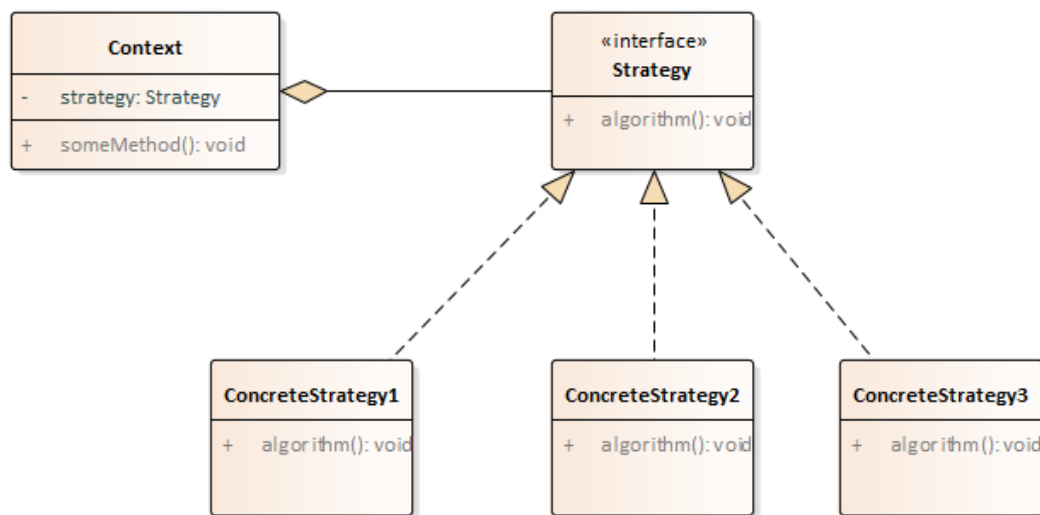 Context
- strategy: Strategy
+ someMethod(): void
«interface»
Strategy
+ algorithm(): void
ConcreteStrategy1
+ algorithm(): void
ConcreteStrategy2
+ algorithm(): void
ConcreteStrategy3
+ algorithm(): void